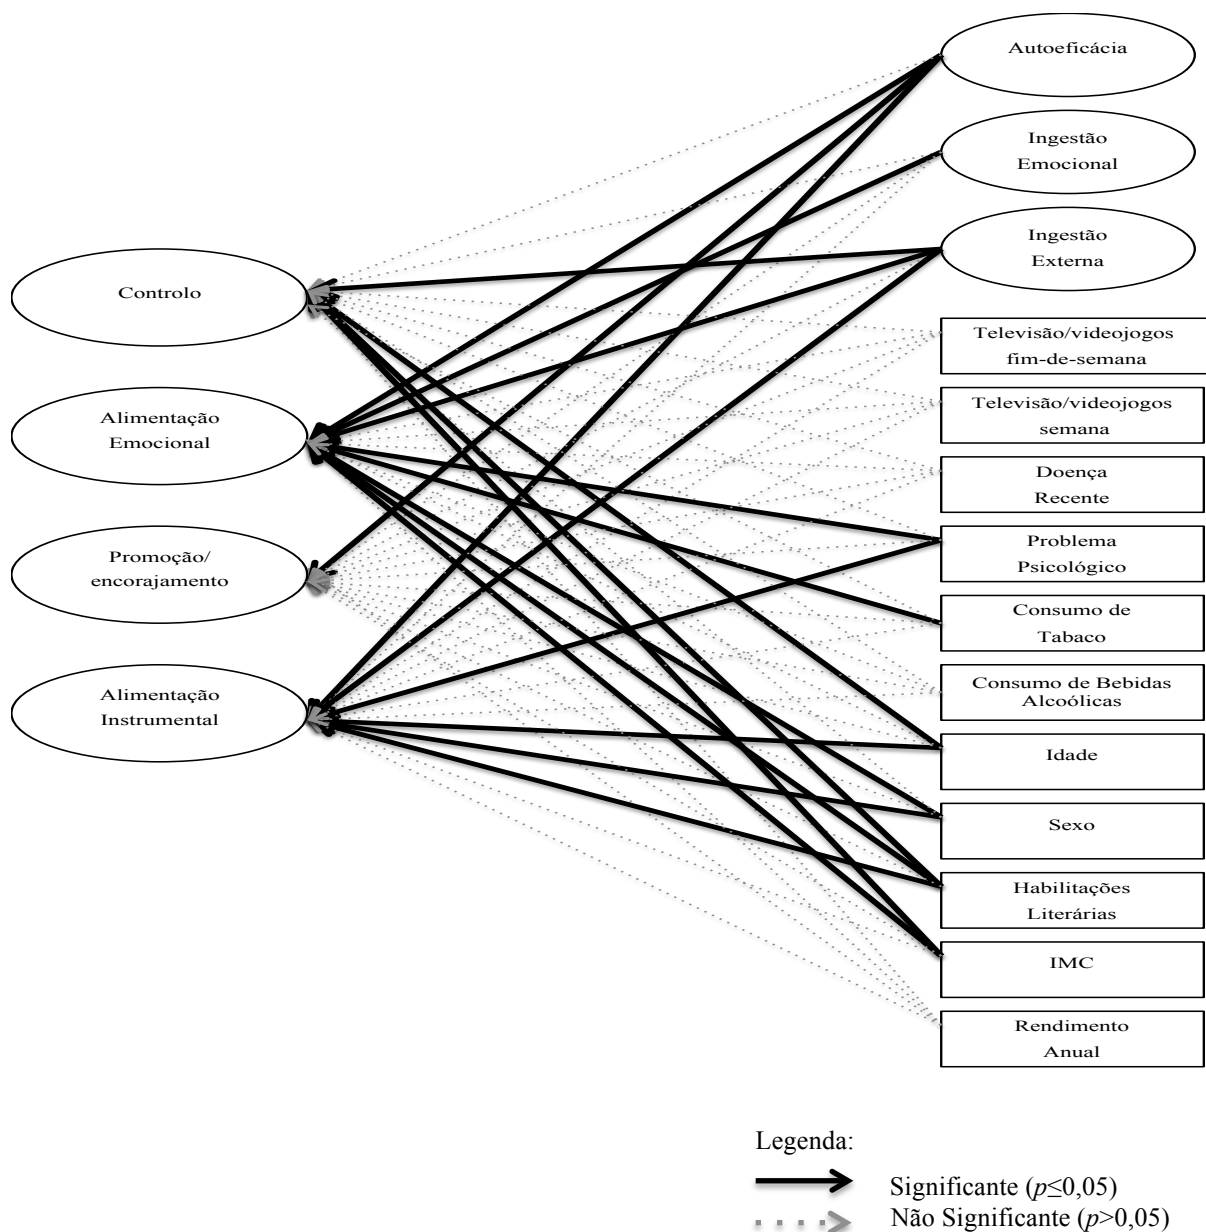 Controlo
Alimentação
Emocional
Promoção/
encorajamento
Alimentação
Instrumental
Autoeficácia
Ingestão
Emocional
Ingestão
Externa
Televisão/videojogos
fim-de-semana
Televisão/videojogos
semana
Doença
Recente
Problema
Psicológico
Consumo de
Tabaco
Consumo de Bebidas
Alcoólicas
Idade
Sexo
Habilitações
Literárias
IMC
Rendimento
Anual
Legenda:
Significante (p≤0,05)
Não Significante (p>0,05)